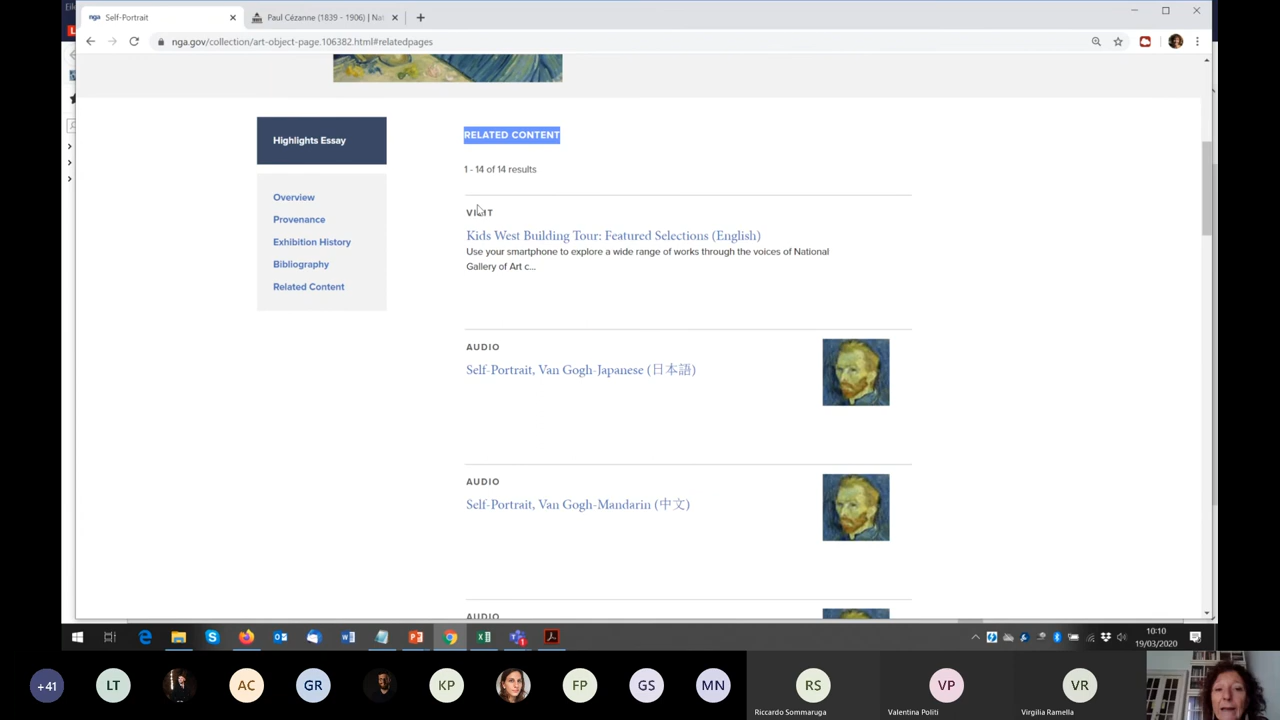 File
nga Self-Portrait
Paul Cézanne (1839 - 1906) | Nat
nga.gov/collection/art-object-page.106382.html#relatedpages
Highlights Essay
Overview
Provenance
Exhibition History
Bibliography
Related Content
RELATED CONTENT
1 - 14 of 14 results
VISIT
Kids West Building Tour: Featured Selections (English)
Use your smartphone to explore a wide range of works through the voices of National
Gallery of Art c...
AUDIO
Self-Portrait, Van Gogh-Japanese (日本語)
AUDIO
Self-Portrait, Van Gogh-Mandarin (中文)
AUDIO
10:10
19/03/2020
+41
LT
AC
GR
KP
FP
GS
MN
RS
VP
VR
Riccardo Sommaruga
Valentina Politi
Virgilia Ramella